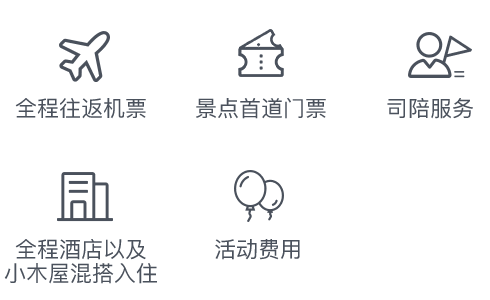 全程往返机票
景点首道门票
司陪服务
全程酒店以及
小木屋混搭入住
活动费用